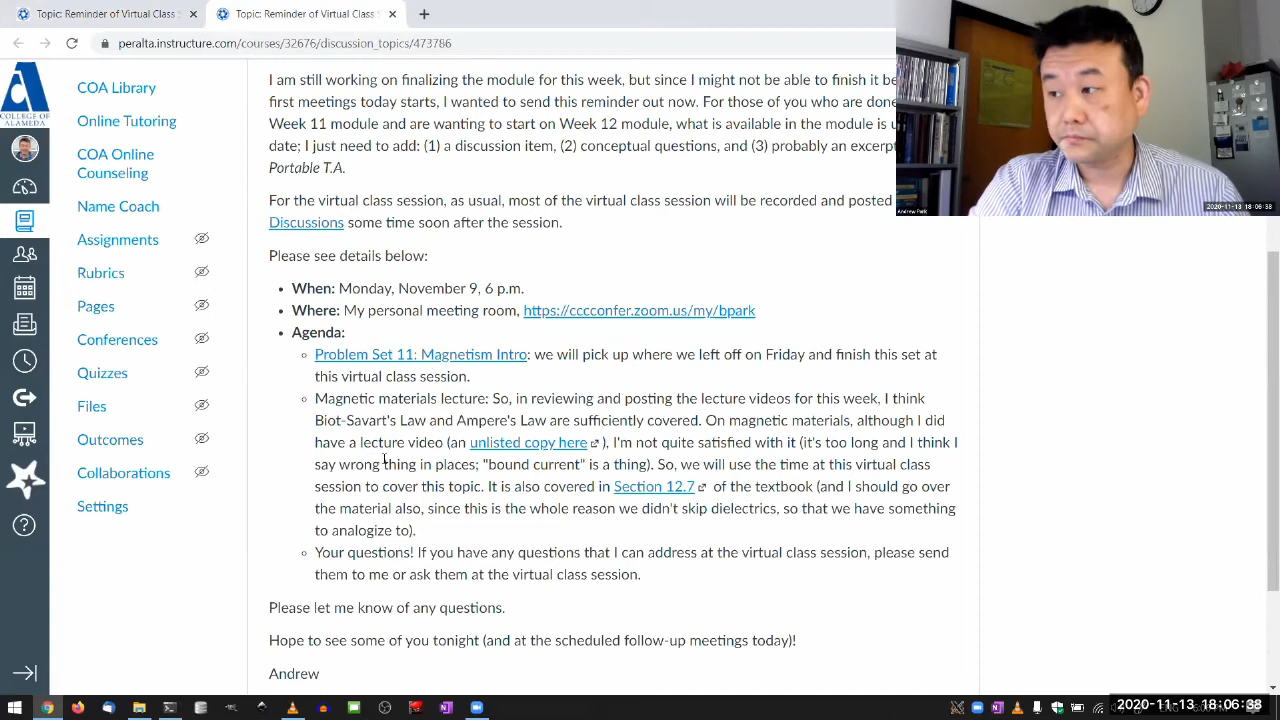 Topic: Reminder of Virtual Class S
Topic: Reminder of Virtual Class S
peralta.instructure.com/courses/32676/discussion_topics/473786
COLLEGE OF
ALAMEDA
COA Library
Online Tutoring
COA Online
Counseling
Name Coach
Assignments
Rubrics
Pages
Conferences
Quizzes
Files
Outcomes
Collaborations
Settings
I am still working on finalizing the module for this week, but since I might not be able to finish it be
first meetings today starts, I wanted to send this reminder out now. For those of you who are done
Week 11 module and are wanting to start on Week 12 module, what is available in the module is u
date; I just need to add: (1) a discussion item, (2) conceptual questions, and (3) probably an excerp
Portable T.A.
For the virtual class session, as usual, most of the virtual class session will be recorded and posted
Discussions some time soon after the session.
Please see details below:
• When: Monday, November 9, 6 p.m.
• Where: My personal meeting room, https://cccconfer.zoom.us/my/bpark
• Agenda:
◦ Problem Set 11: Magnetism Intro: we will pick up where we left off on Friday and finish this set at
this virtual class session.
◦ Magnetic materials lecture: So, in reviewing and posting the lecture videos for this week, I think
Biot-Savart's Law and Ampere's Law are sufficiently covered. On magnetic materials, although I did
have a lecture video (an unlisted copy here ), I'm not quite satisfied with it (it's too long and I think I
say wrong thing in places; "bound current" is a thing). So, we will use the time at this virtual class
session to cover this topic. It is also covered in Section 12.7 of the textbook (and I should go over
the material also, since this is the whole reason we didn't skip dielectrics, so that we have something
to analogize to).
◦ Your questions! If you have any questions that I can address at the virtual class session, please send
them to me or ask them at the virtual class session.
Please let me know of any questions.
Hope to see some of you tonight (and at the scheduled follow-up meetings today)!
Andrew
Andrew Park
2020-11-13 18:06:38
2020-11-13 18:06:38